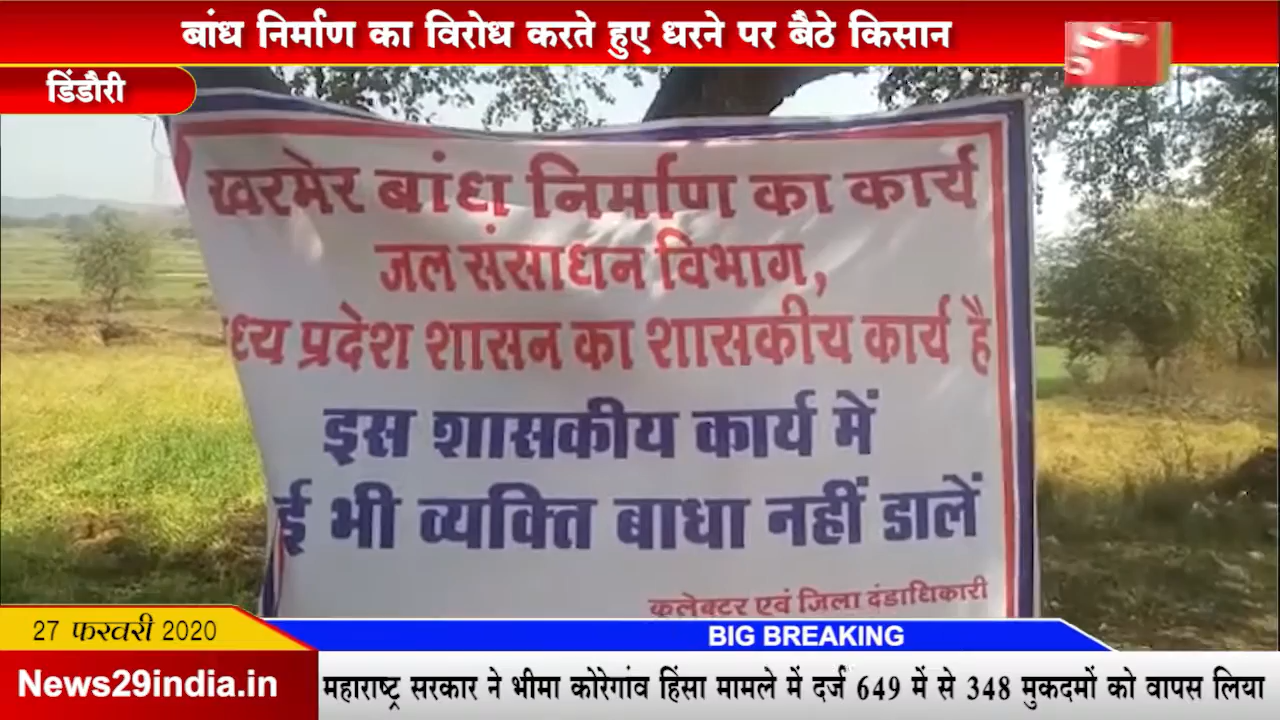 बांध निर्माण का विरोध करते हुए धरने पर बैठे किसान
डिंडौरी
खरमेर बांध निर्माण का कार्य
जल संसाधन विभाग,
ध्य प्रदेश शासन का शासकीय कार्य है
इस शासकीय कार्य में
ई भी व्यक्ति बाधा नहीं डालें
कलेक्टर एवं जिला दंडाधिकारी
27 फरवरी 2020
BIG BREAKING
News29india.in
महाराष्ट्र सरकार ने भीमा कोरेगांव हिंसा मामले में दर्ज 649 में से 348 मुकदमों को वापस लिया